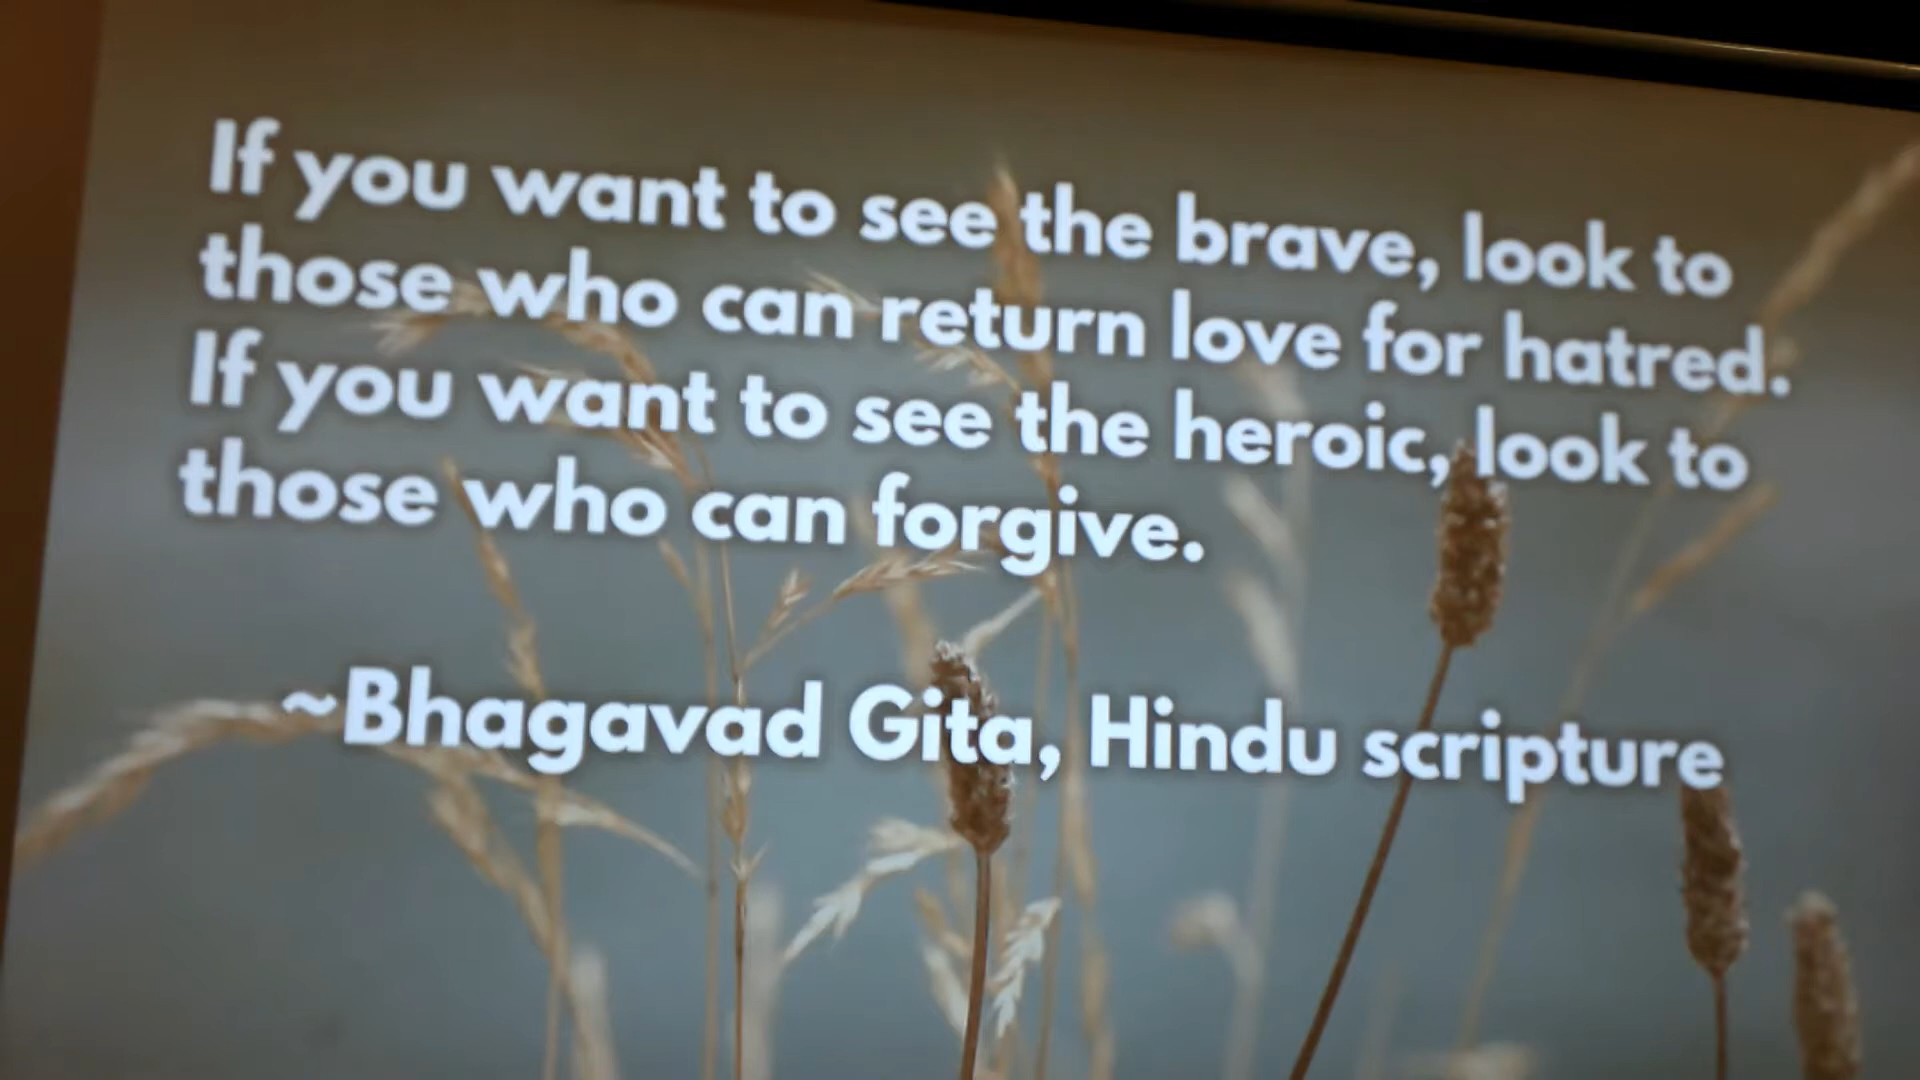 If you want to see the brave, look to
those who can return love for hatred.
If you want to see the heroic, look to
those who can forgive.
~Bhagavad Gita, Hindu scripture